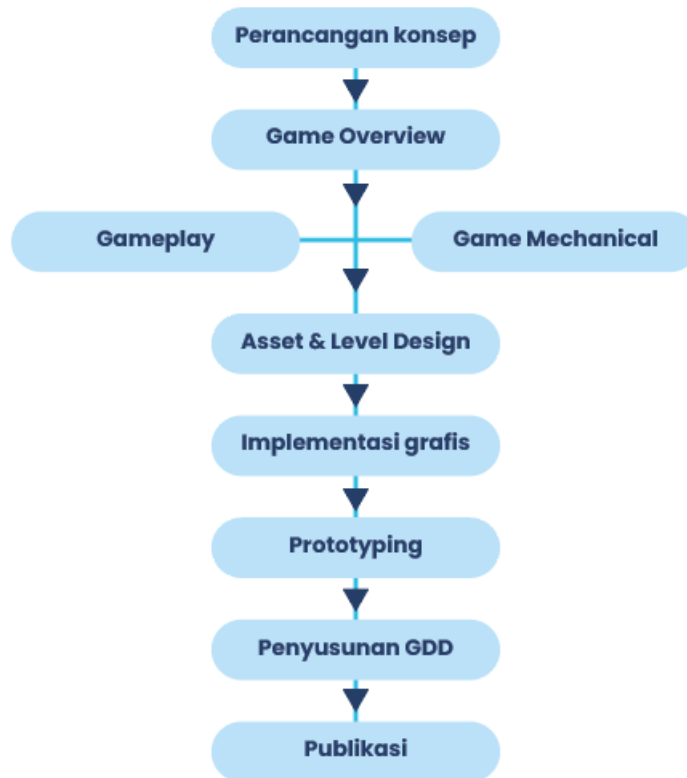 Perancangan konsep
Game Overview
Gameplay
Game Mechanical
Asset & Level Design
Implementasi grafis
Prototyping
Penyusunan GDD
Publikasi